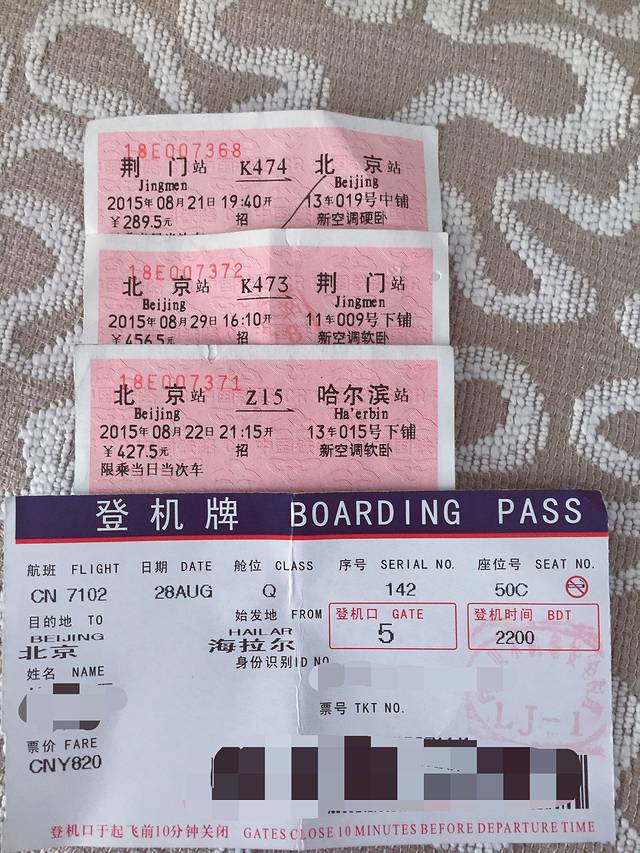 18E007368
荆门站 K474 北京站
Jingmen Beijing
2015年08月21日 19:40开 13车019号中铺
￥289.5元 招 新空调硬卧
18E007372
北京站 K473 荆门站
Beijing Jingmen
2015年08月29日 16:10开 11车009号下铺
￥456.5元 招 新空调软卧
18E007371
北京站 Z15 哈尔滨站
Beijing Ha'erbin
2015年08月22日 21:15开 13车015号下铺
￥427.5元 招 新空调软卧
限乘当日当次车
登机牌 BOARDING PASS
航班 FLIGHT 日期 DATE 舱位 CLASS 序号 SERIAL NO. 座位号 SEAT NO.
CN 7102 28AUG Q 142 50C
目的地 TO 始发地 FROM 登机口 GATE 登机时间 BDT
BEIJING HAILAR 5 2200
北京 海拉尔
姓名 NAME 身份识别ID NO
票号 TKT NO.
LJ-1
票价 FARE
CNY820
登机口于起飞前10分钟关闭 GATES CLOSE 10 MINUTES BEFORE DEPARTURE TIME